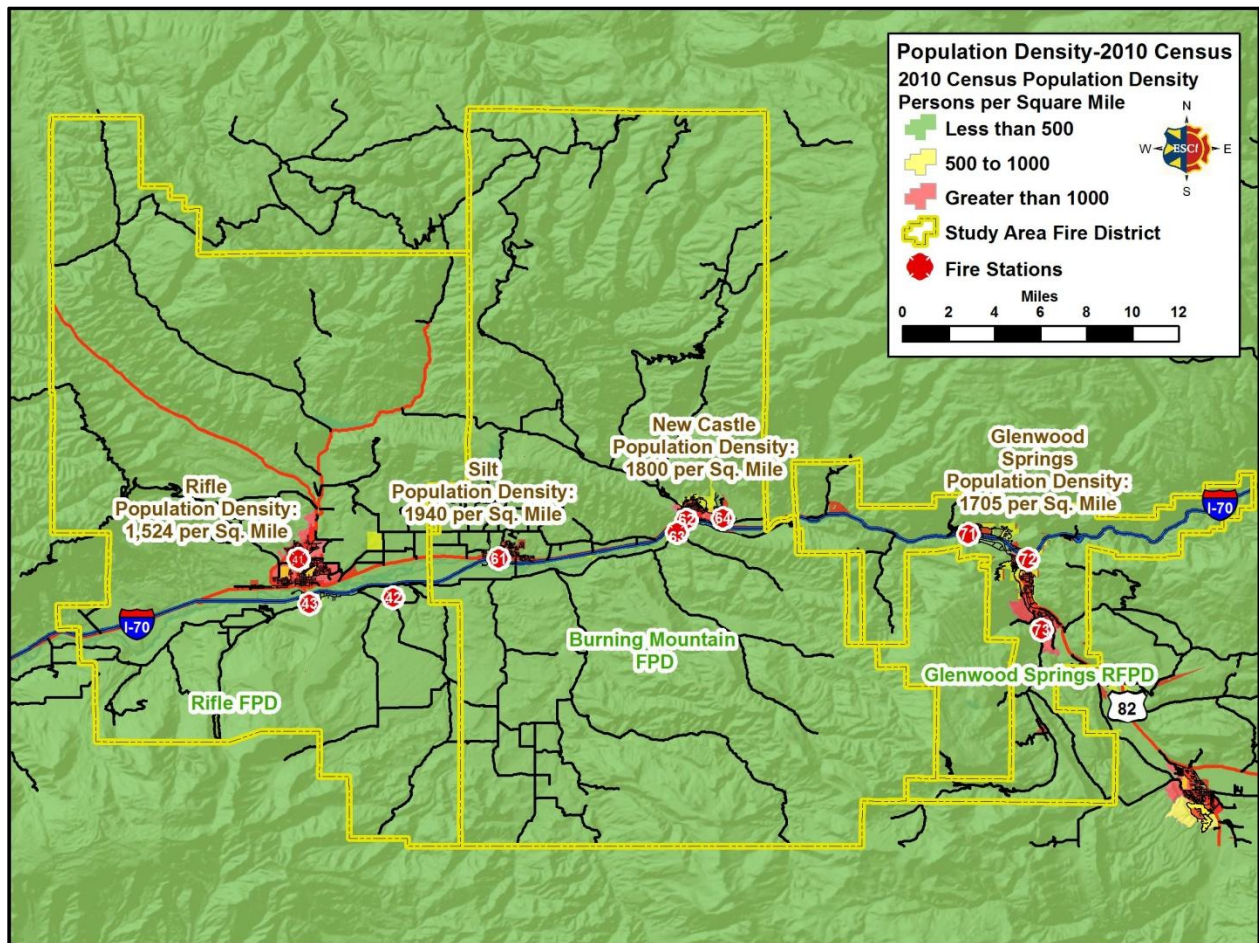 Population Density-2010 Census
2010 Census Population Density
Persons per Square Mile
Less than 500
500 to 1000
Greater than 1000
Study Area Fire District
Fire Stations
Miles
0 2 4 6 8 10 12
N
W ESCi E
S
New Castle
Population Density:
1800 per Sq. Mile
Glenwood
Springs
Population Density:
1705 per Sq. Mile
Silt
Population Density:
1940 per Sq. Mile
Rifle
Population Density:
1,524 per Sq. Mile
I-70
62
64
63
71
72
41
61
43
42
73
I-70
Burning Mountain
FPD
Glenwood Springs RFPD
Rifle FPD
82